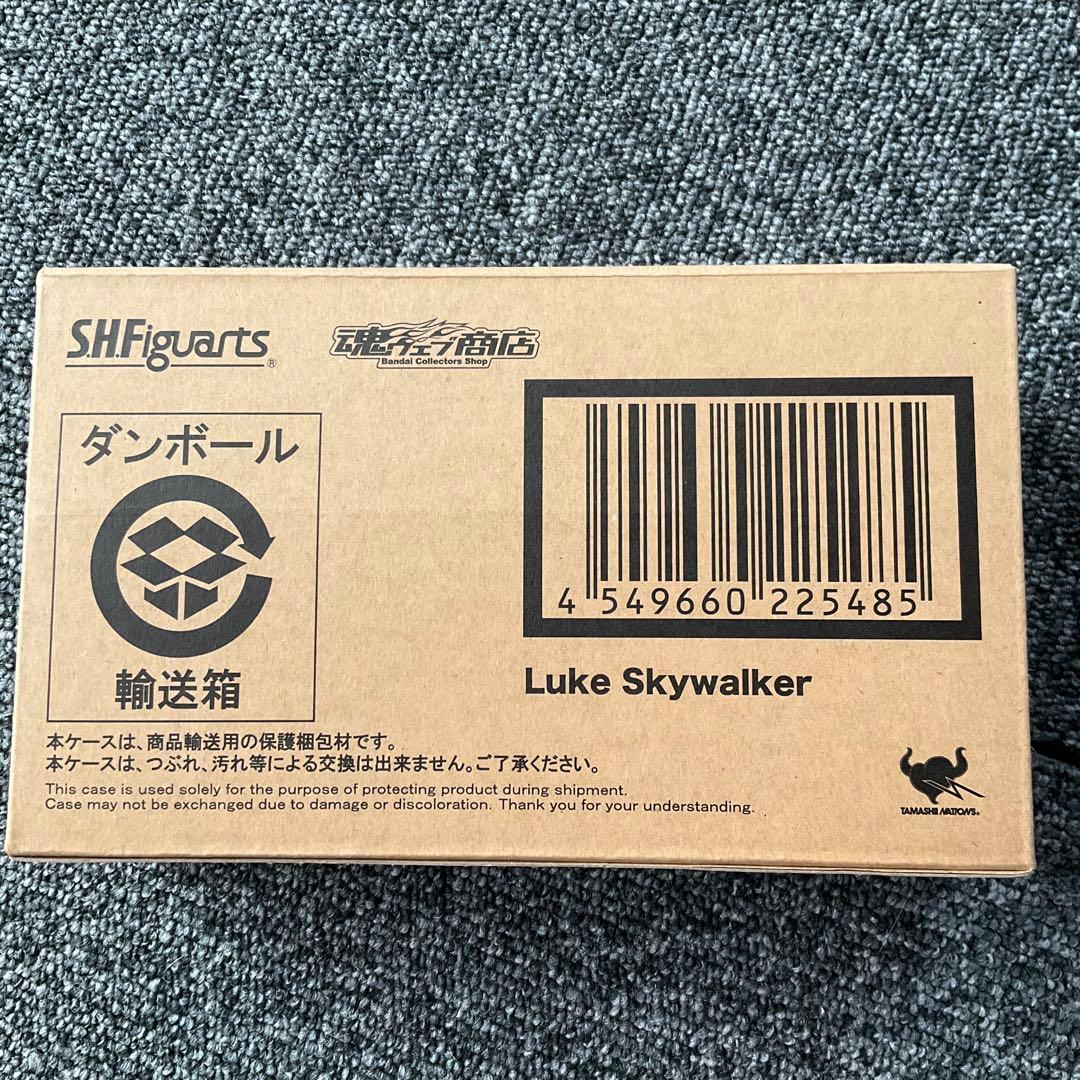 S.H.Figuarts®
魂ウェブ商店
Bandai Collectors Shop
ダンボール
輸送箱
4 549660 225485
Luke Skywalker
本ケースは、商品輸送用の保護梱包材です。
本ケースは、つぶれ、汚れ等による交換は出来ません。ご了承ください。
This case is used solely for the purpose of protecting product during shipment.
Case may not be exchanged due to damage or discoloration. Thank you for your understanding.
TAMASHII NATIONS®